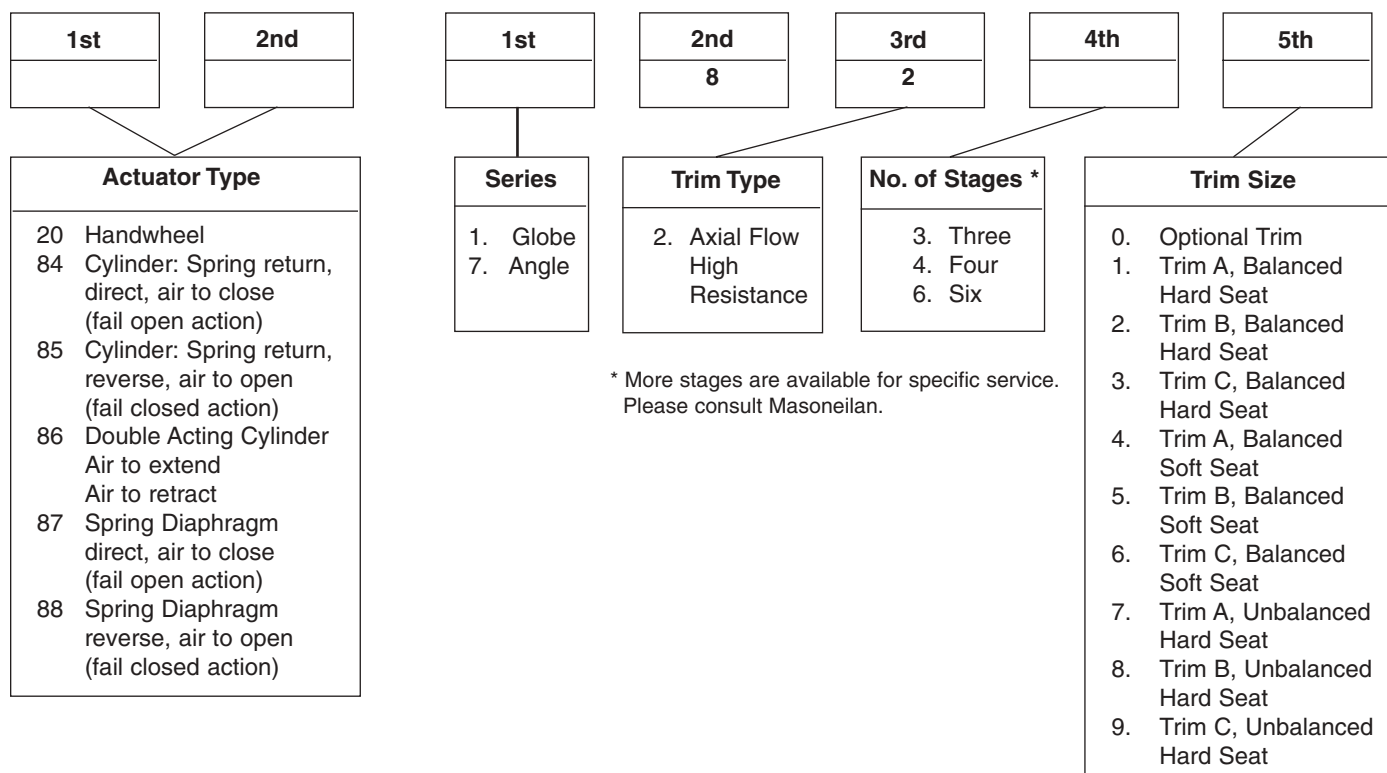 1st
2nd
1st
2nd
3rd
4th
5th
8
2
Actuator Type
20 Handwheel
84 Cylinder: Spring return,
direct, air to close
(fail open action)
85 Cylinder: Spring return,
reverse, air to open
(fail closed action)
86 Double Acting Cylinder
Air to extend
Air to retract
87 Spring Diaphragm
direct, air to close
(fail open action)
88 Spring Diaphragm
reverse, air to open
(fail closed action)
Series
1. Globe
7. Angle
Trim Type
2. Axial Flow
High
Resistance
No. of Stages *
3. Three
4. Four
6. Six
* More stages are available for specific service.
Please consult Masoneilan.
Trim Size
0. Optional Trim
1. Trim A, Balanced
Hard Seat
2. Trim B, Balanced
Hard Seat
3. Trim C, Balanced
Hard Seat
4. Trim A, Balanced
Soft Seat
5. Trim B, Balanced
Soft Seat
6. Trim C, Balanced
Soft Seat
7. Trim A, Unbalanced
Hard Seat
8. Trim B, Unbalanced
Hard Seat
9. Trim C, Unbalanced
Hard Seat